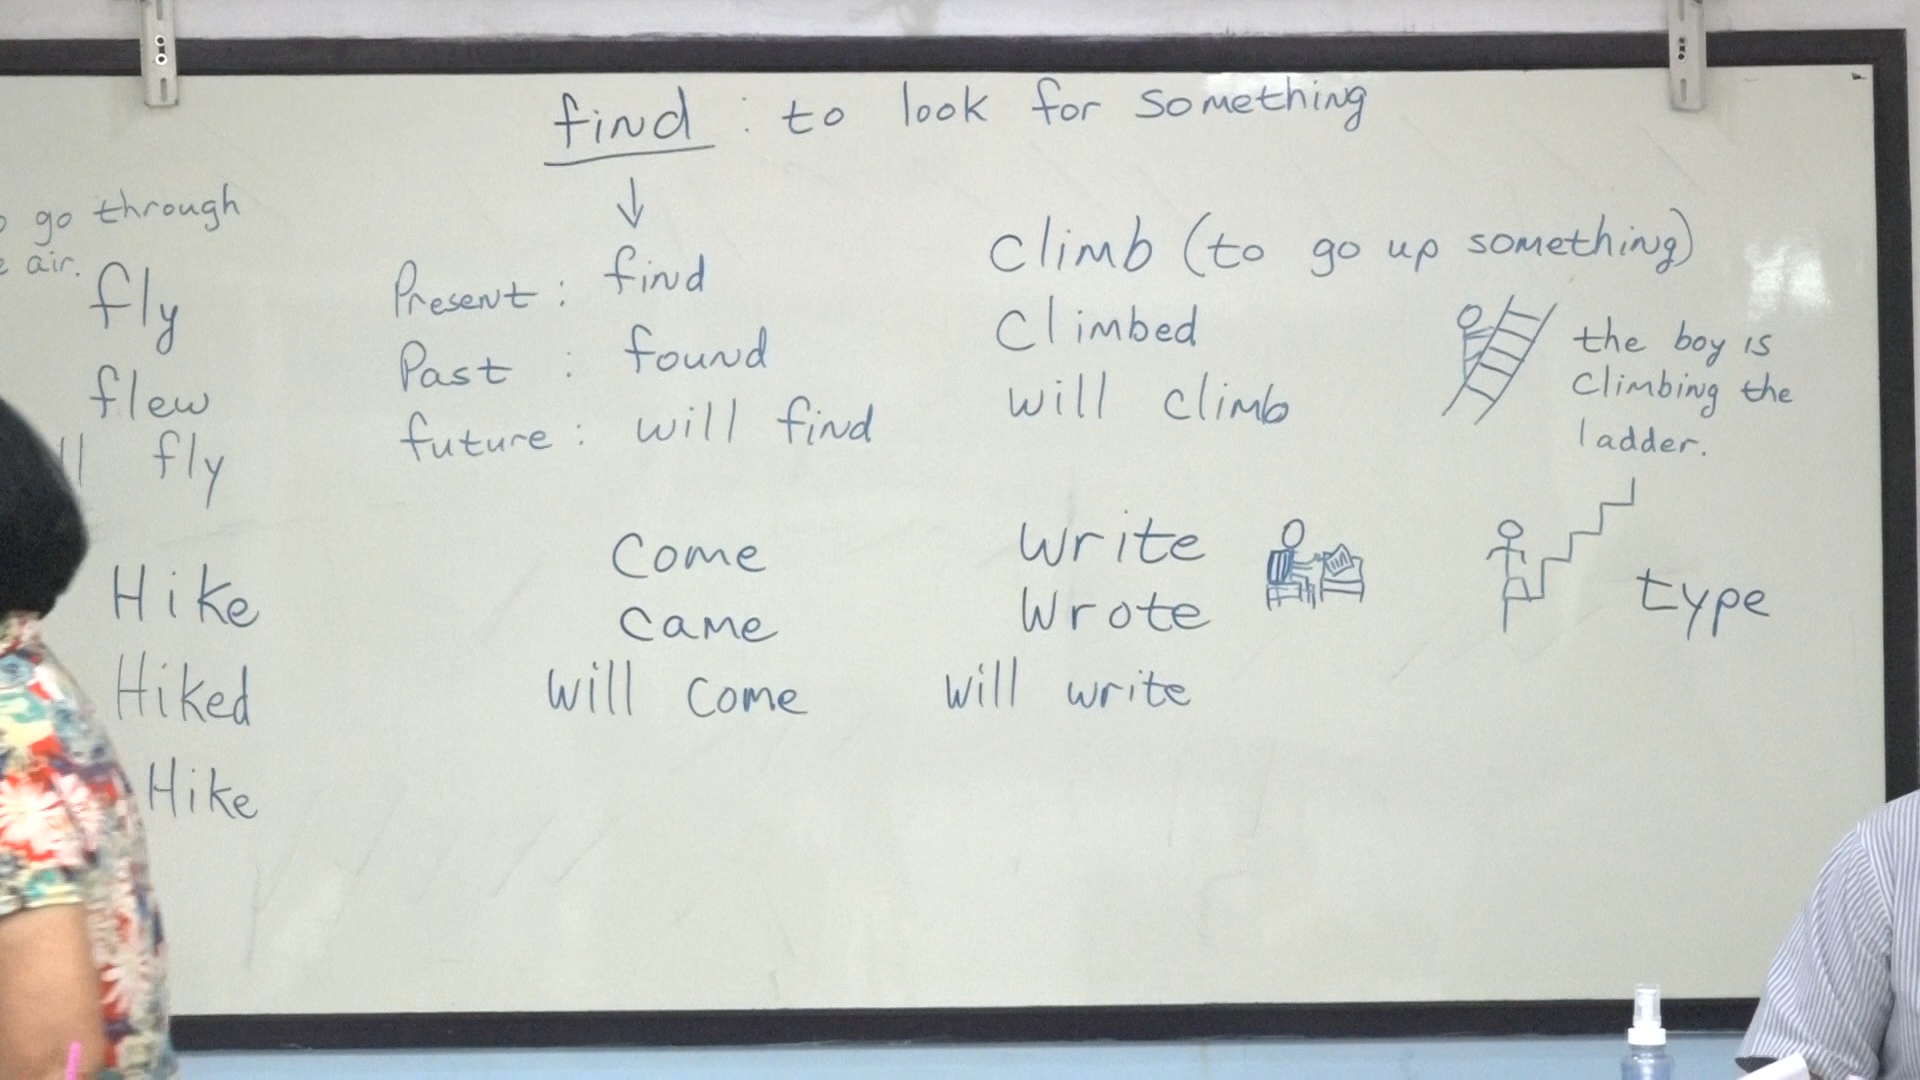 find : to look for something
go through
air.
fly
flew
fly
Hike
Hiked
Hike
Present : find
Past : found
future : will find
Come
Came
will come
Climb (to go up something)
Climbed
will climb
the boy is
Climbing the
ladder.
Write
Wrote
will write
type